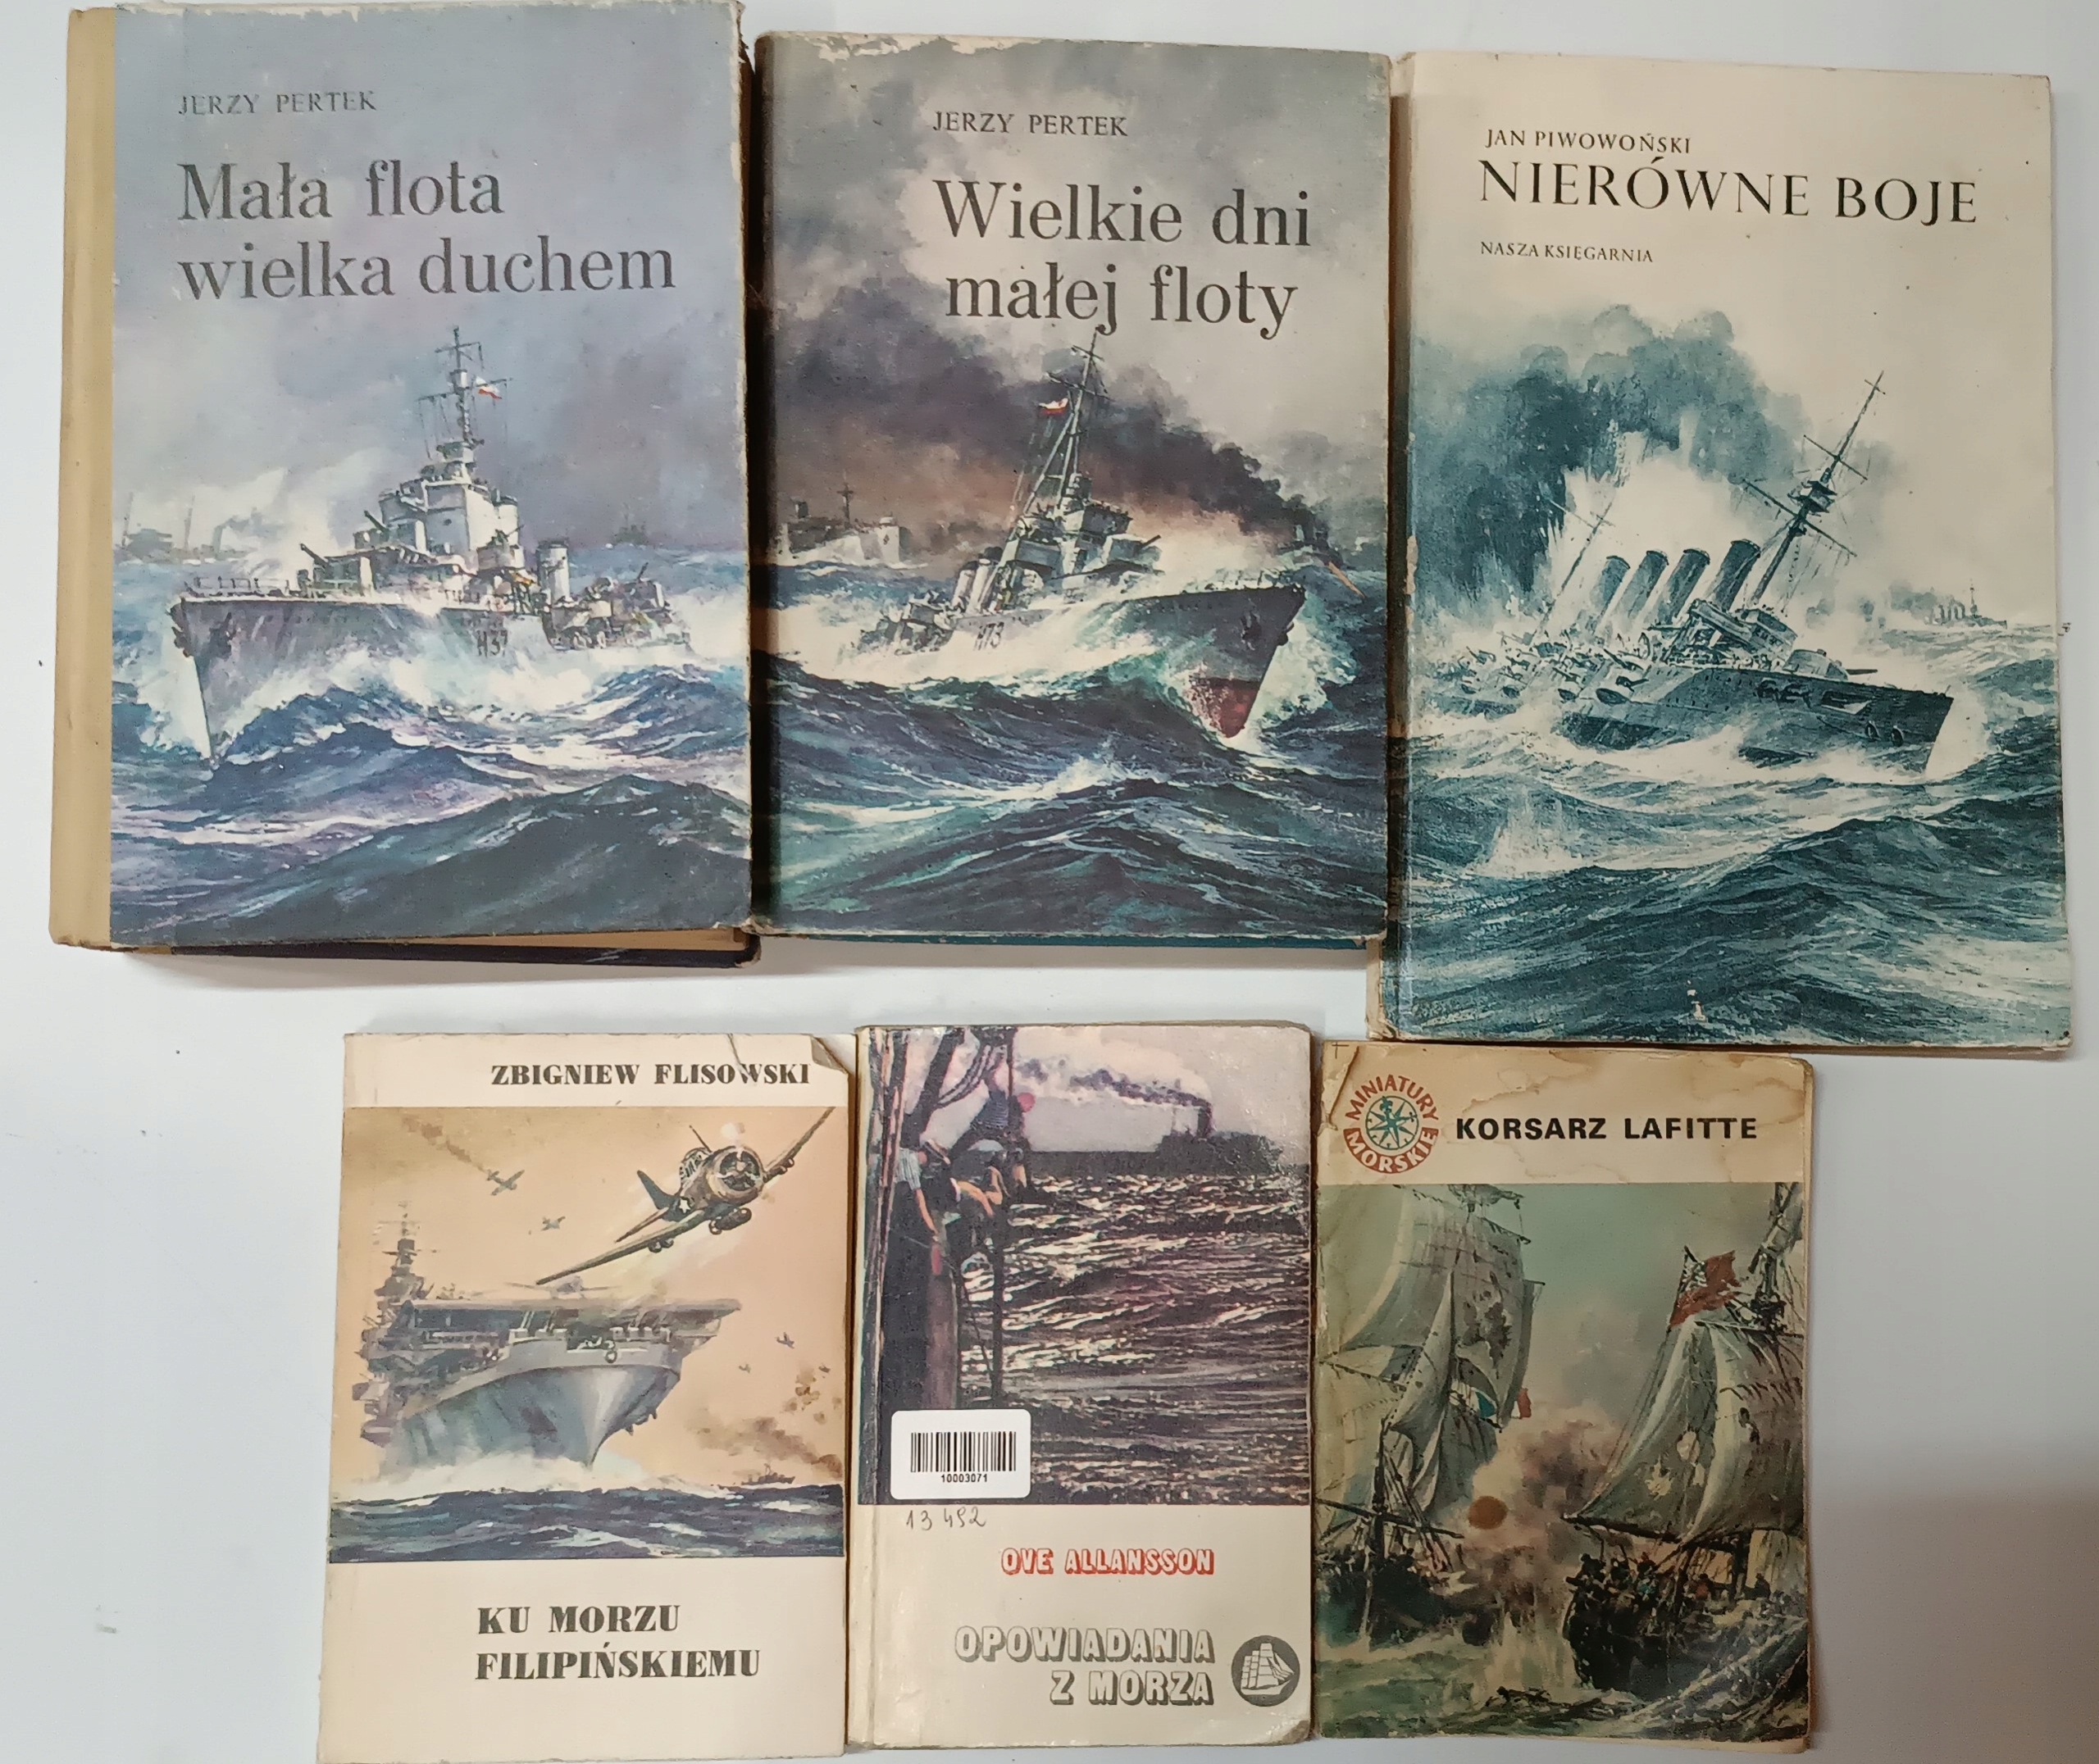 JERZY PERTEK
Mała flota
wielka duchem
H37
JERZY PERTEK
Wielkie dni
małej floty
H73
JAN PIWOWOŃSKI
NIERÓWNE BOJE
NASZA KSIĘGARNIA
ZBIGNIEW FLISOWSKI
KU MORZU
FILIPIŃSKIEMU
10003071
13 492
OVE ALLANSSON
OPOWIADANIA
Z MORZA
MINIATURY
MORSKIE
KORSARZ LAFITTE